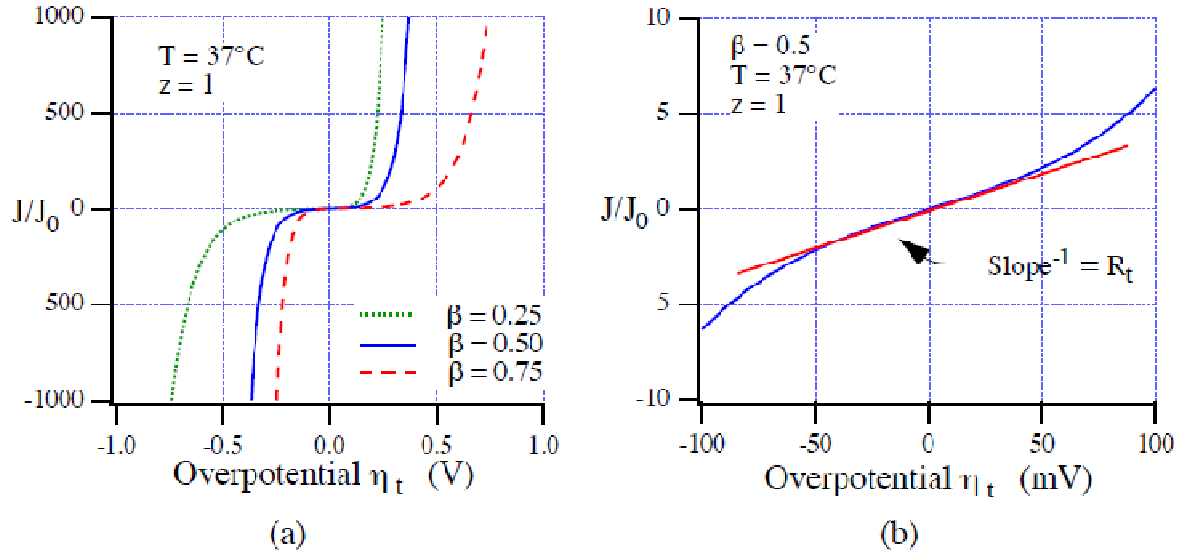 1000
500
J/J0 0
500
-1000
T = 37°C
z = 1
β = 0.25
β – 0.50
β = 0.75
-1.0 -0.5 0.0 0.5 1.0
Overpotential η t (V)
(a)
10
5
J/J0 0
5
-10
β – 0.5
T = 37°C
z = 1
Slope-1 = Rt
-100 -50 0 50 100
Overpotential η t (mV)
(b)